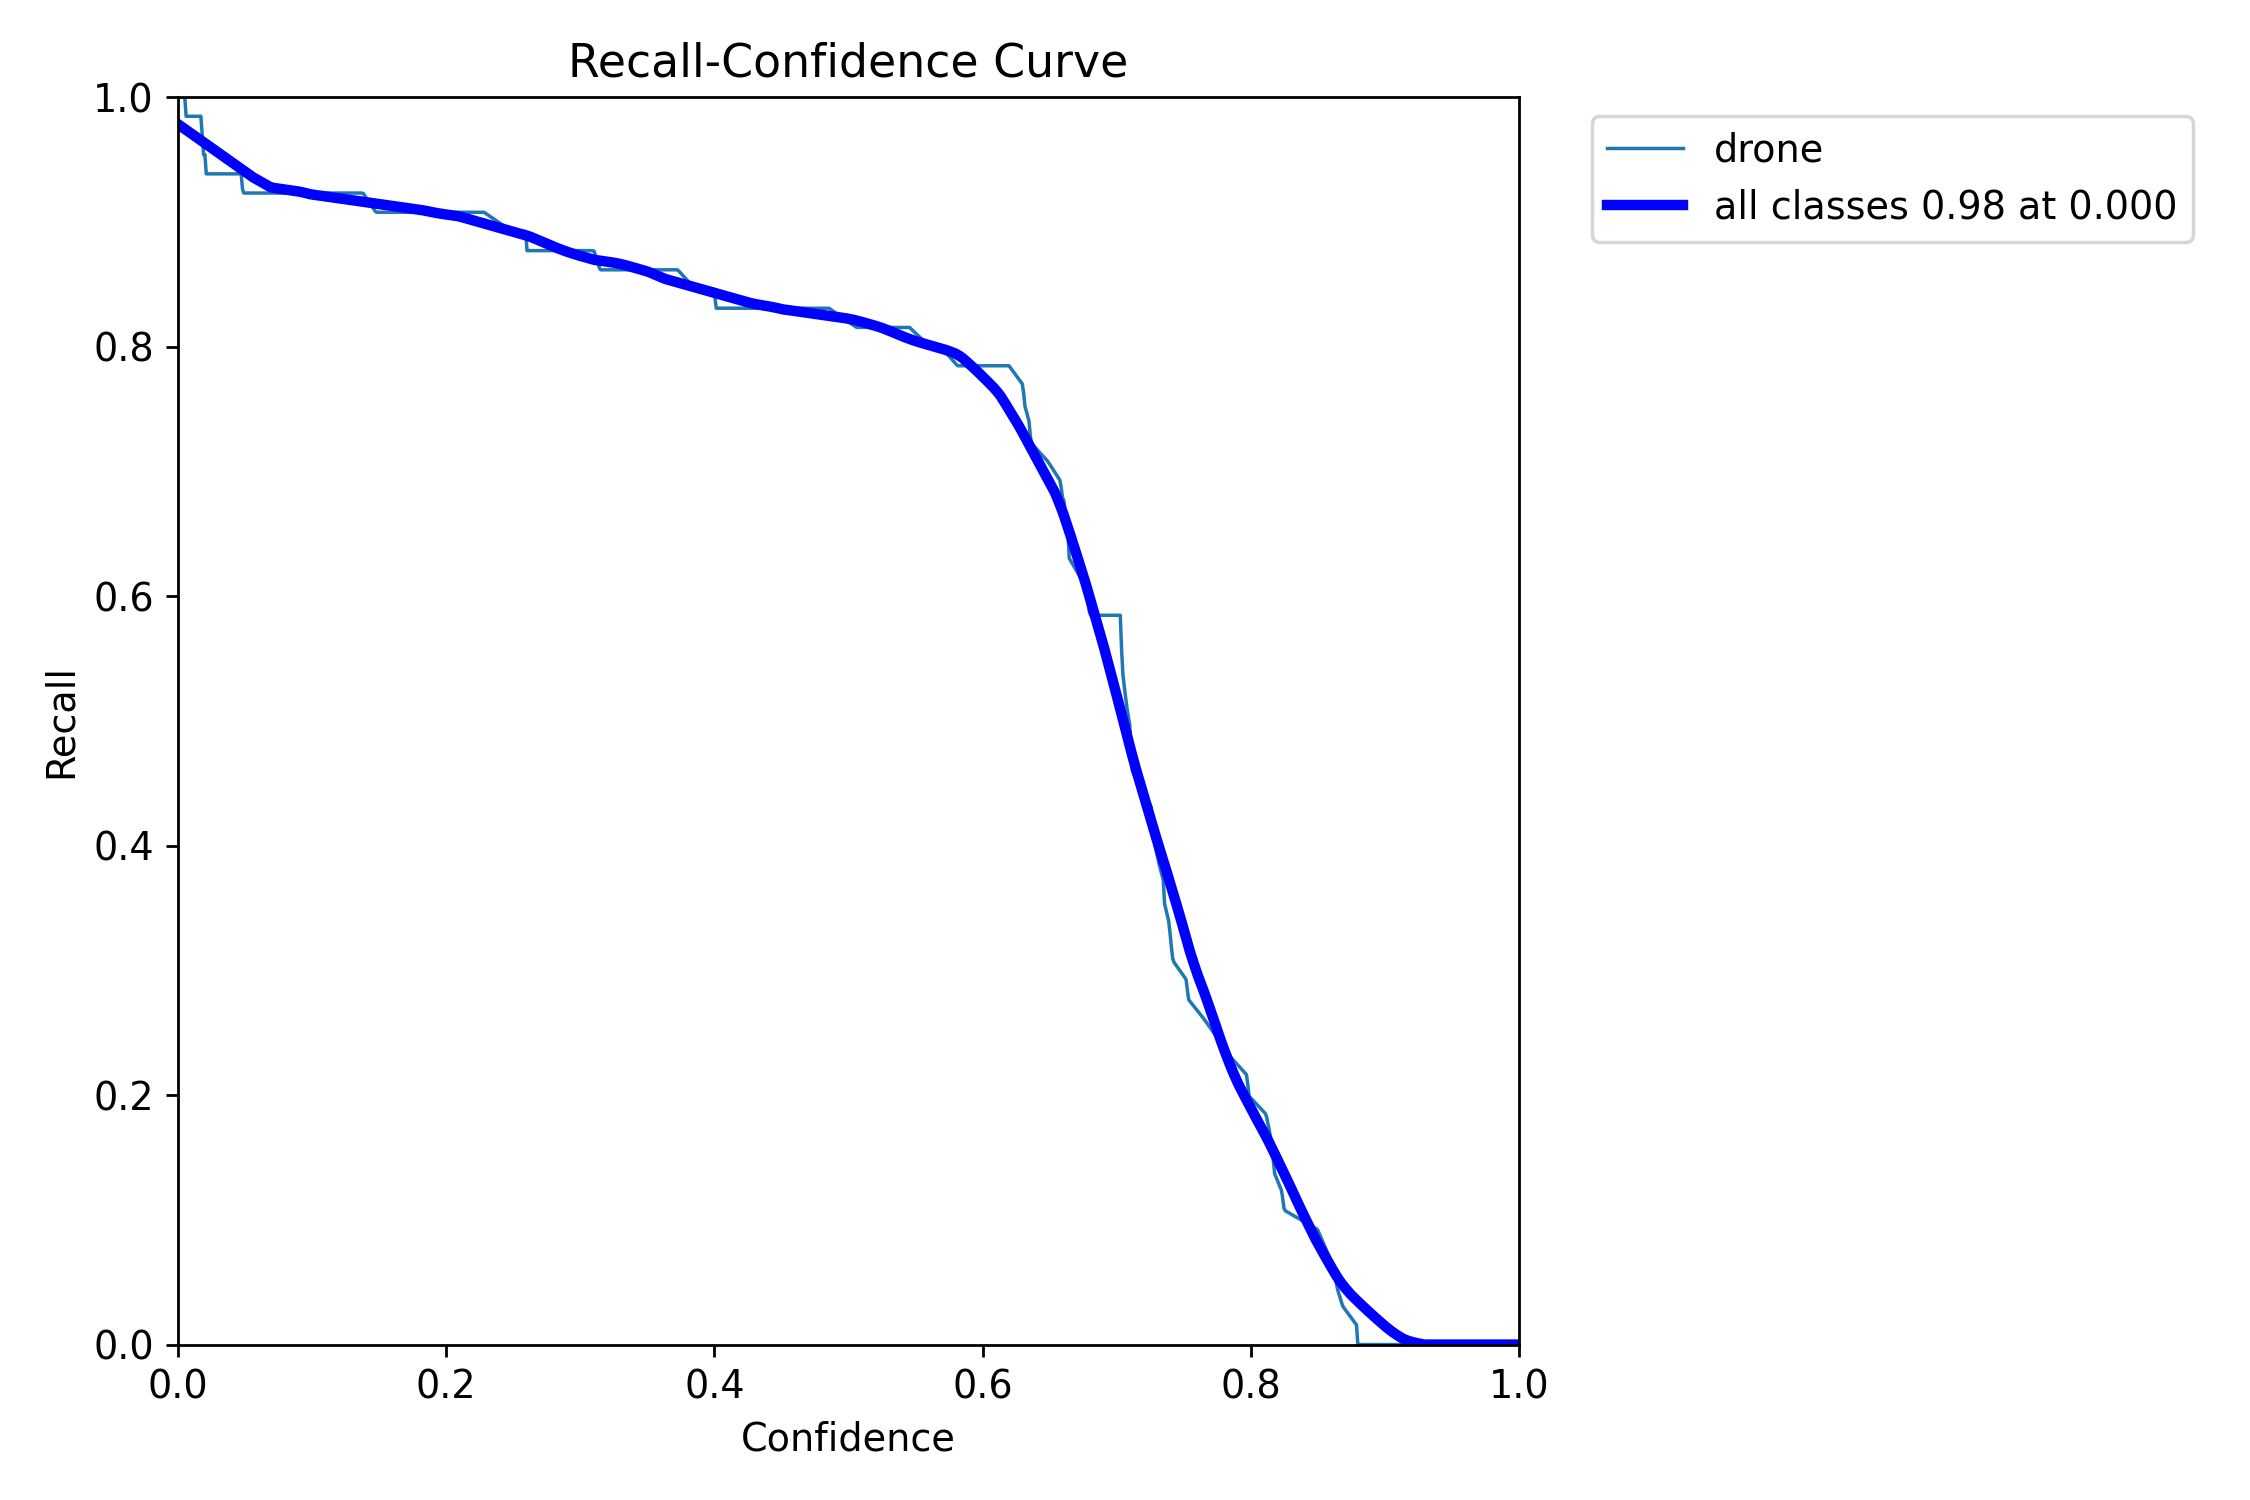 Recall-Confidence Curve
1.0
0.8
0.6
0.4
0.2
0.0
Recall
0.0 0.2 0.4 0.6 0.8 1.0
Confidence
drone
all classes 0.98 at 0.000